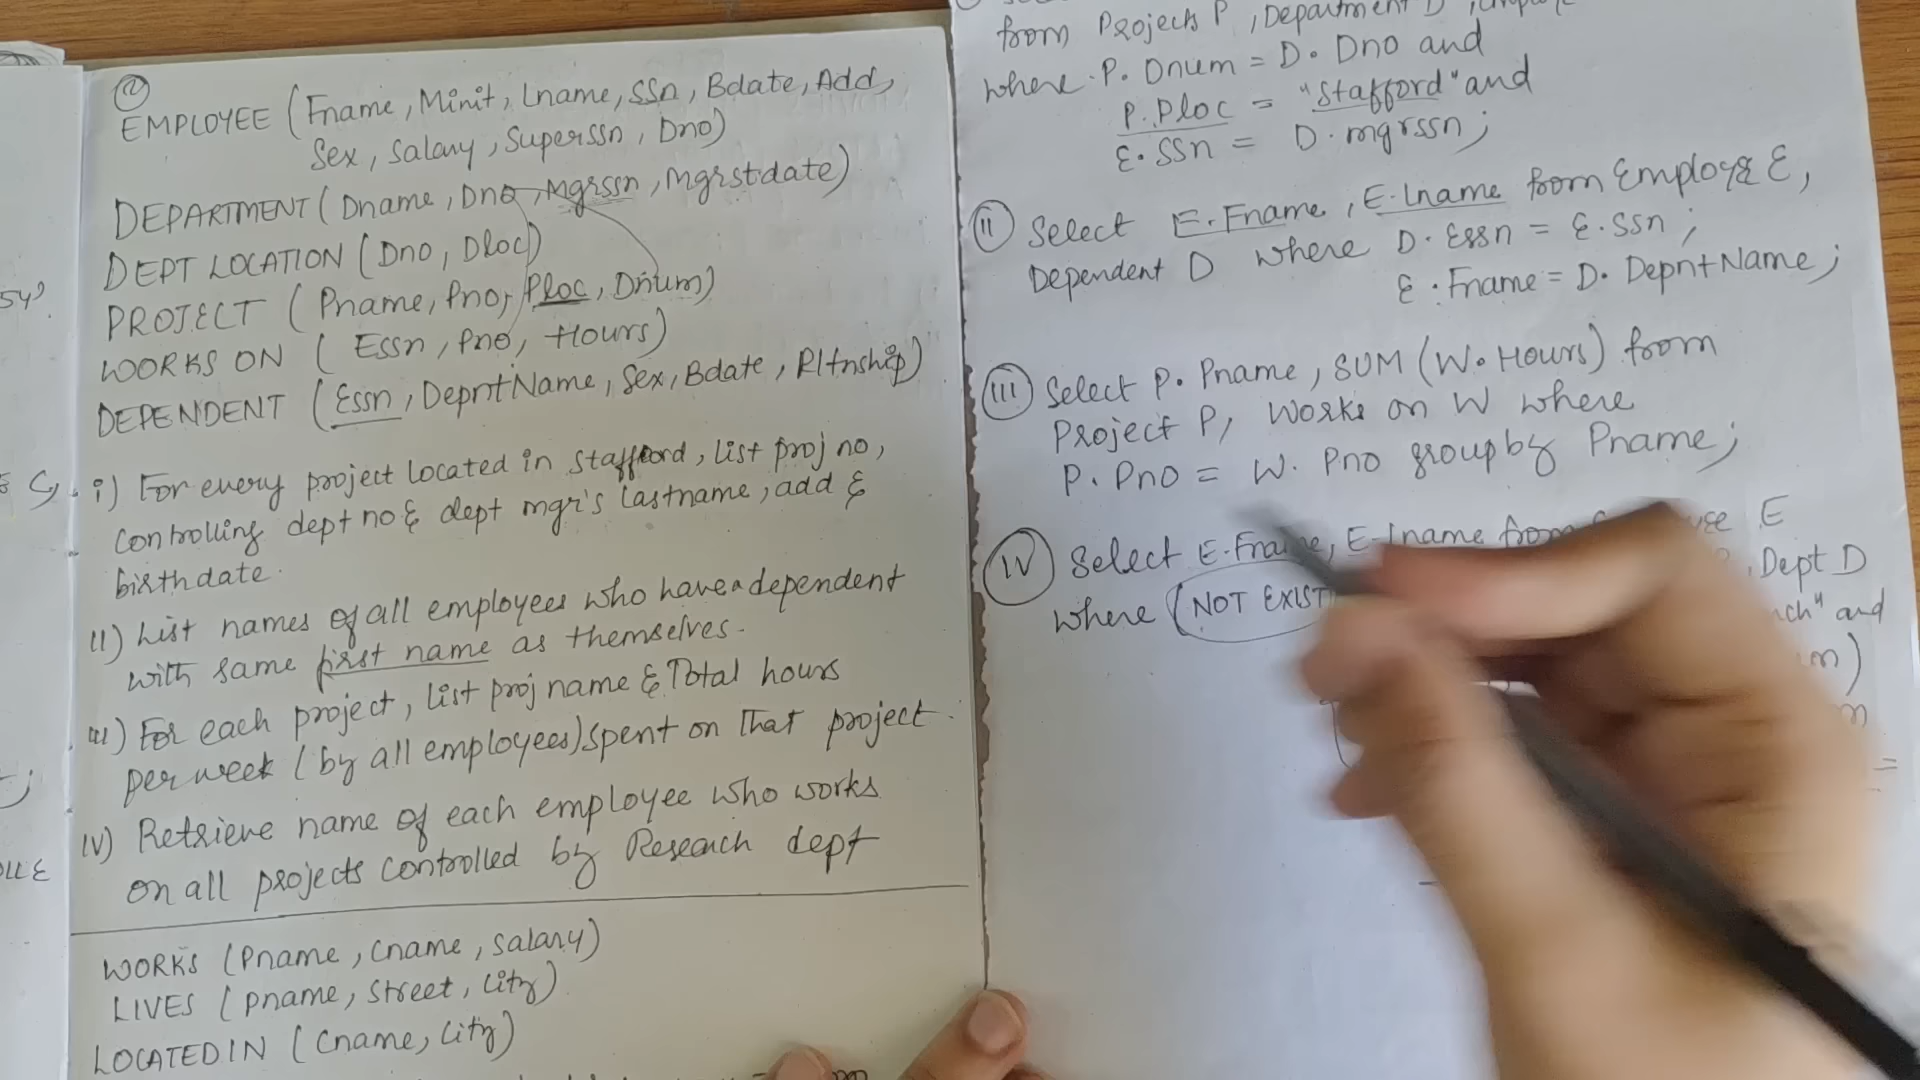 2
EMPLOYEE (Fname, Minit, Lname, SSn, Bdate, Add,
Sex, Salary, Superssn, Dno)
DEPARTMENT (Dname, Dno, Mgrssn, Mgrstdate)
DEPT LOCATION (Dno, Dloc)
PROJECT (Pname, Pno, Ploc, Dnum)
WORKS ON (Essn, Pno, Hours)
DEPENDENT (Essn, DepntName, Sex, Bdate, Rltnship)
i) For every project located in stafford, list proj no,
controlling dept no & dept mgr's lastname, add &
birthdate.
II) List names of all employees who have a dependent
with same first name as themselves.
III) For each project, list proj name & Total hours
per week (by all employees) spent on that project.
IV) Retrieve name of each employee who works
on all projects controlled by Reseach dept
WORKS (Pname, Cname, salary)
LIVES (pname, street, City)
LOCATEDIN (Cname, City)
from Projects P, Department D,
where P. Dnum = D. Dno and
P. Ploc = "Stafford" and
E. SSn = D. mgrssn;
II Select E.Fname, E.Lname from Employee E,
Dependent D where D. Essn = E. Ssn;
E. Fname = D. DepntName;
III Select P. Pname, SUM (W. Hours) from
Project P, Works on W where
P. Pno = W. Pno groupby Pname;
IV Select E.Fname, E-Lname from E
, Dept D
where (NOT EXIST and